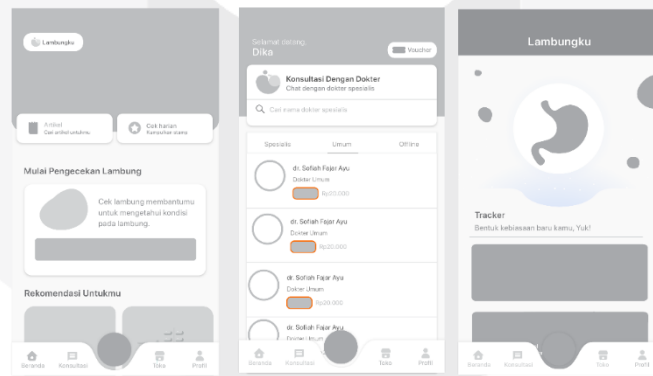 Lambungku
Artikel
Cari artikel untukmu
Cek harian
Konsultasi
Mulai Pengecekan Lambung
Cek lambung membantumu
untuk mengetahui kondisi
pada lambung.
Rekomendasi Untukmu
Beranda
Konsultasi
Toko
Profil
Selamat Datang,
Dika
Voucher
Konsultasi Dengan Dokter
Chat dengan dokter spesialis
Cari nama dokter spesialis
Spesialis
Umum
Offline
dr. Sofiah Fajar Ayu
Dokter Umum
dr. Sofiah Fajar Ayu
Dokter Umum
Rp20.000
dr. Sofiah Fajar Ayu
Dokter Umum
Rp20.000
dr. Sofiah Fajar Ayu
Dokter Umum
Beranda
Konsultasi
Toko
Profil
Lambungku
Tracker
Bentuk kebiasaan baru kamu, Yuk!
Beranda
Konsultasi
Toko
Profil